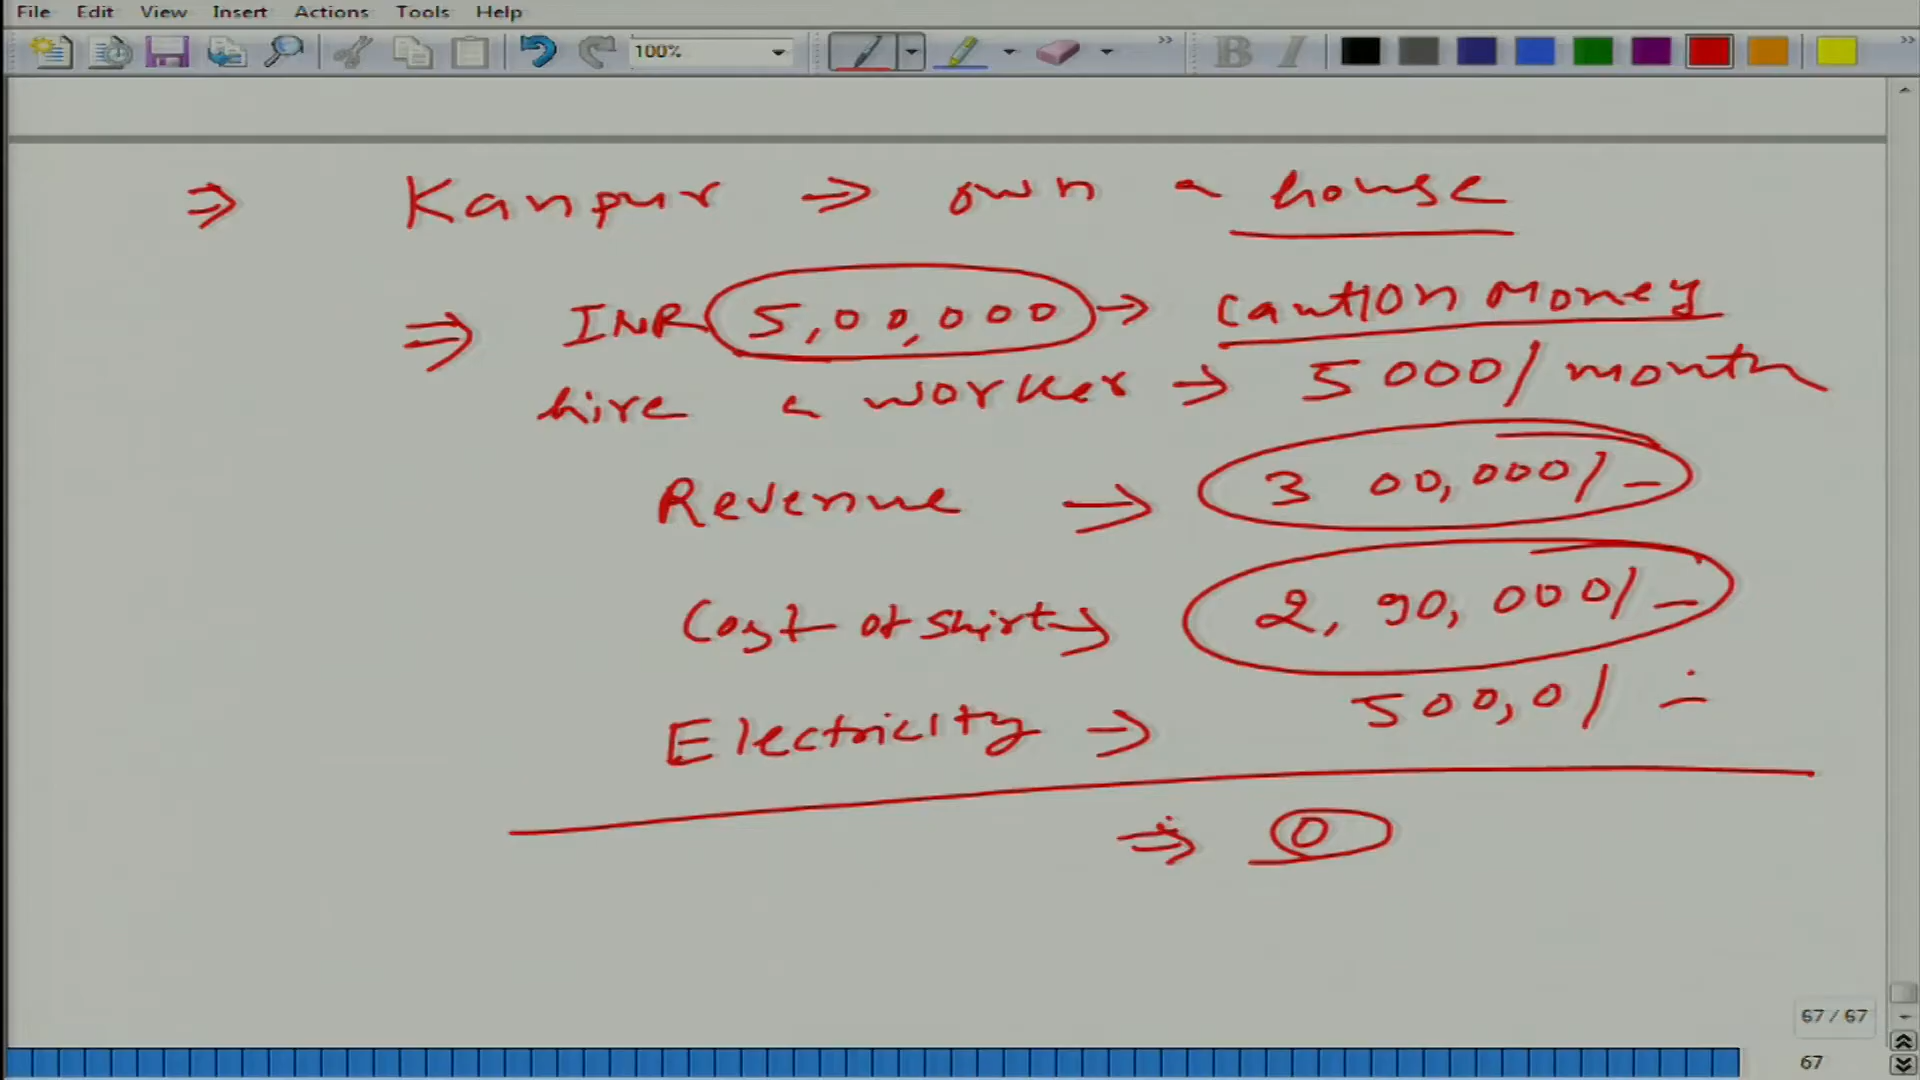 File Edit View Insert Actions Tools Help
100%
B I
⇒ Kanpur ⇒ own a house
⇒ INR 5,00,000 → caution money
hire a worker → 5000/month
Revenue ⇒ 3 00,000/-
Cost of shirt → 2,90,000/-
Electricity → 500,0/-
⇒ 0
67 / 67
67